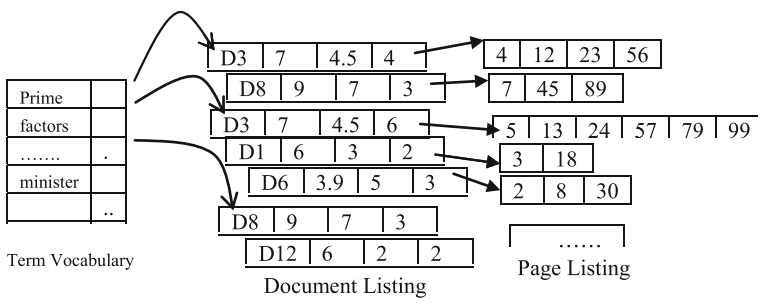 D3 7 4.5 4 4 12 23 56
D8 9 7 3 7 45 89
Prime
D3 7 4.5 6 5 13 24 57 79 99
factors
D1 6 3 2 3 18
……. .
minister
D6 3.9 5 3 2 8 30
..
D8 9 7 3
D12 6 2 2 ……
Term Vocabulary
Page Listing
Document Listing